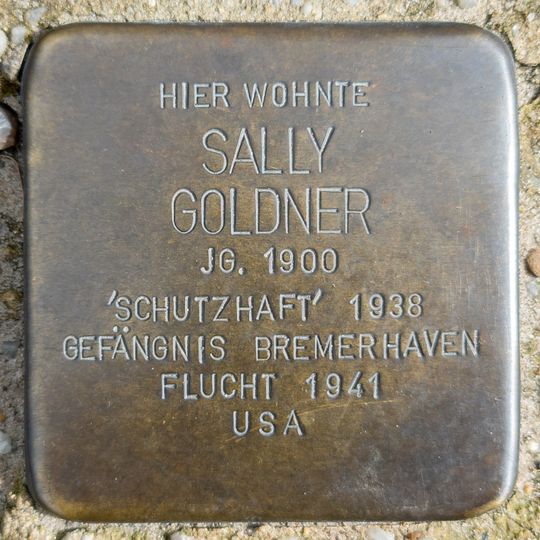 HIER WOHNTE
SALLY
GOLDNER
JG. 1900
'SCHUTZHAFT' 1938
GEFÄNGNIS BREMERHAVEN
FLUCHT 1941
USA